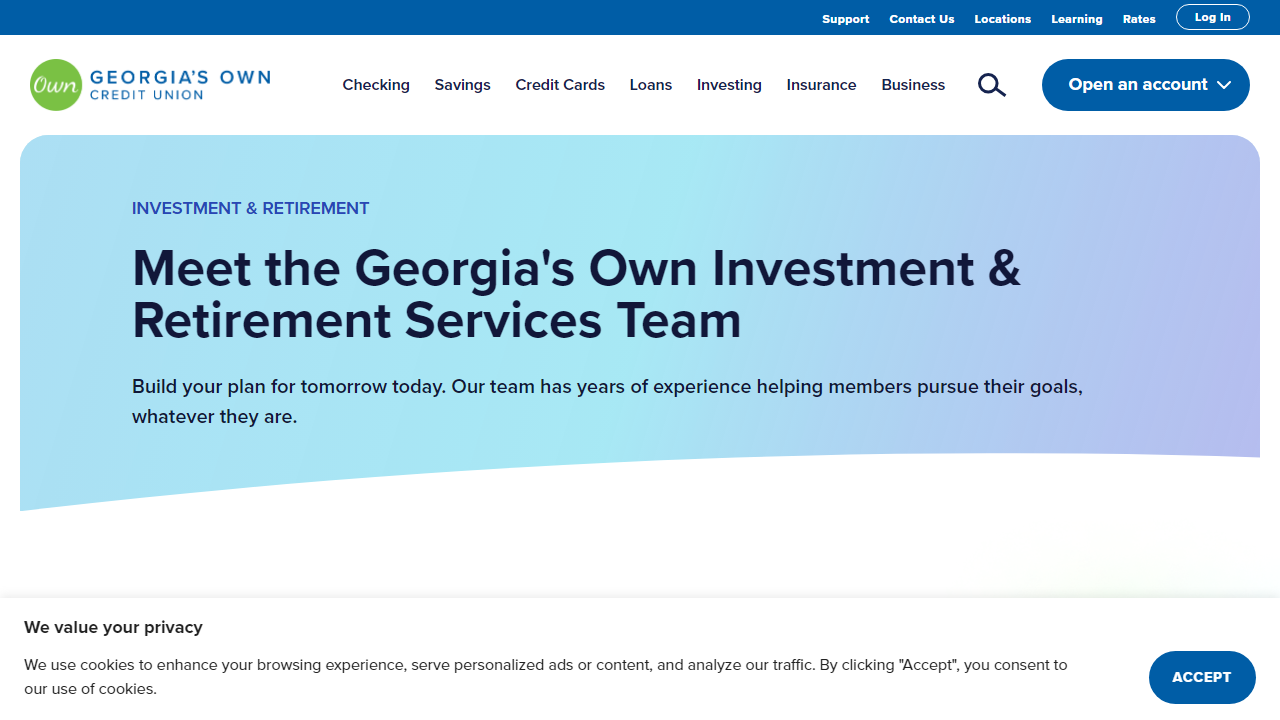 Support Contact Us Locations Learning Rates Log In
Own GEORGIA'S OWN
CREDIT UNION
Checking Savings Credit Cards Loans Investing Insurance Business Open an account
INVESTMENT & RETIREMENT
Meet the Georgia's Own Investment &
Retirement Services Team
Build your plan for tomorrow today. Our team has years of experience helping members pursue their goals,
whatever they are.
We value your privacy
We use cookies to enhance your browsing experience, serve personalized ads or content, and analyze our traffic. By clicking "Accept", you consent to
our use of cookies.
ACCEPT